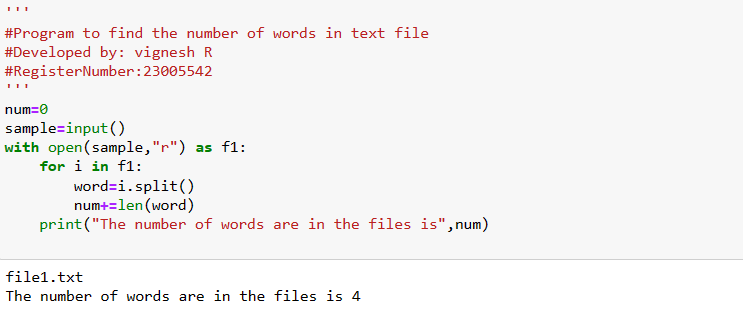 '''
#Program to find the number of words in text file
#Developed by: vignesh R
#RegisterNumber:23005542
'''
num=0
sample=input()
with open(sample,"r") as f1:
    for i in f1:
        word=i.split()
        num+=len(word)
    print("The number of words are in the files is",num)
file1.txt
The number of words are in the files is 4